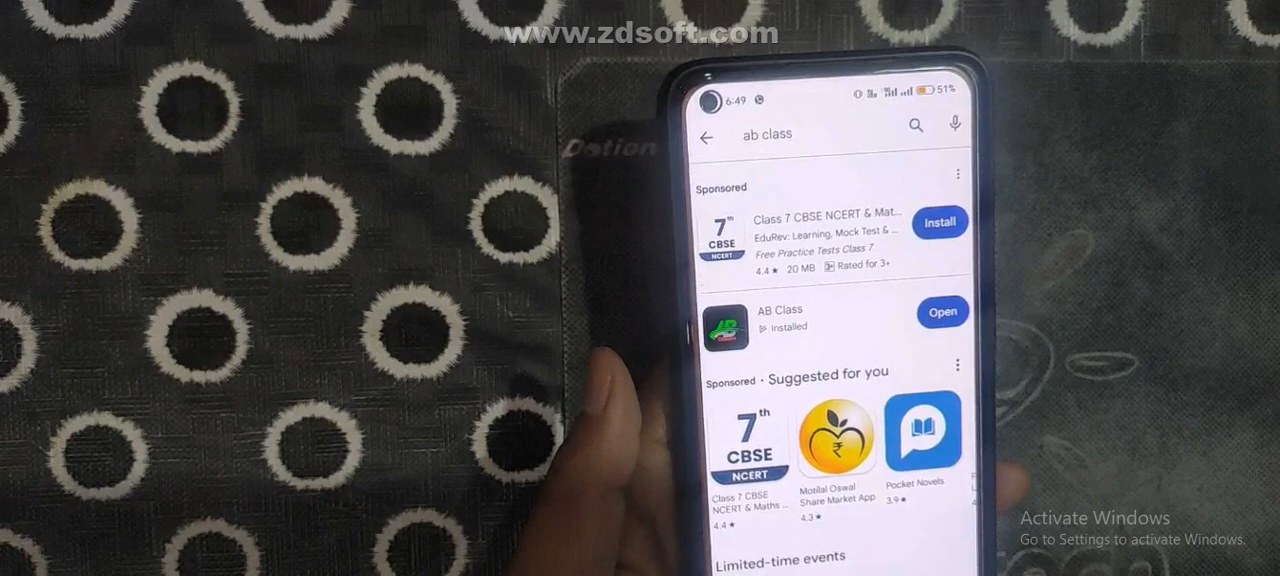 www.zdsoft.com
Dotion
6:49
51%
ab class
Sponsored
7th
CBSE
NCERT
Class 7 CBSE NCERT & Mat...
EduRev: Learning, Mock Test & ...
Free Practice Tests Class 7
4.4★ 20 MB Rated for 3+
Install
AB Class
Installed
Open
Sponsored · Suggested for you
7th
CBSE
NCERT
Class 7 CBSE
NCERT & Maths ...
4.4★
₹
Motilal Oswal
Share Market App
4.3★
Pocket Novels
3.9★
Limited-time events
Activate Windows
Go to Settings to activate Windows.